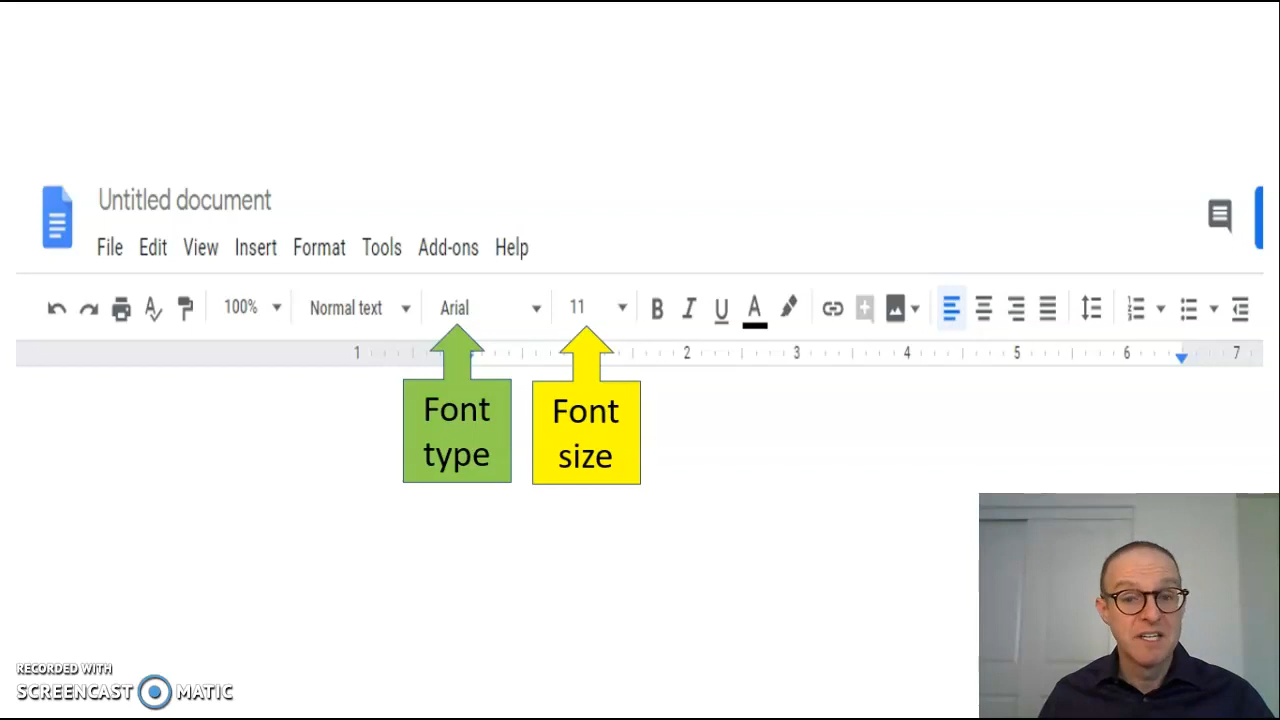 Untitled document
File Edit View Insert Format Tools Add-ons Help
100% Normal text Arial 11 B I U A
1 2 3 4 5 6 7
Font type
Font size
RECORDED WITH
SCREENCAST MATIC